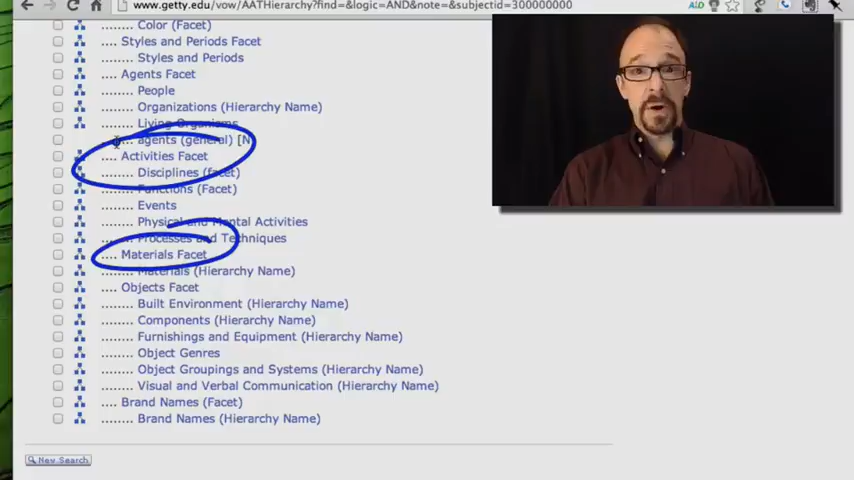 www.getty.edu/vow/AATHierarchy?find=&logic=AND&note=&subjectid=300000000
........ Color (Facet)
.... Styles and Periods Facet
........ Styles and Periods
.... Agents Facet
........ People
........ Organizations (Hierarchy Name)
........ Living Organisms
........ agents (general) [N
.... Activities Facet
........ Disciplines (facet)
........ Functions (Facet)
........ Events
........ Physical and Mental Activities
........ Processes and Techniques
.... Materials Facet
........ Materials (Hierarchy Name)
.... Objects Facet
........ Built Environment (Hierarchy Name)
........ Components (Hierarchy Name)
........ Furnishings and Equipment (Hierarchy Name)
........ Object Genres
........ Object Groupings and Systems (Hierarchy Name)
........ Visual and Verbal Communication (Hierarchy Name)
.... Brand Names (Facet)
........ Brand Names (Hierarchy Name)
New Search